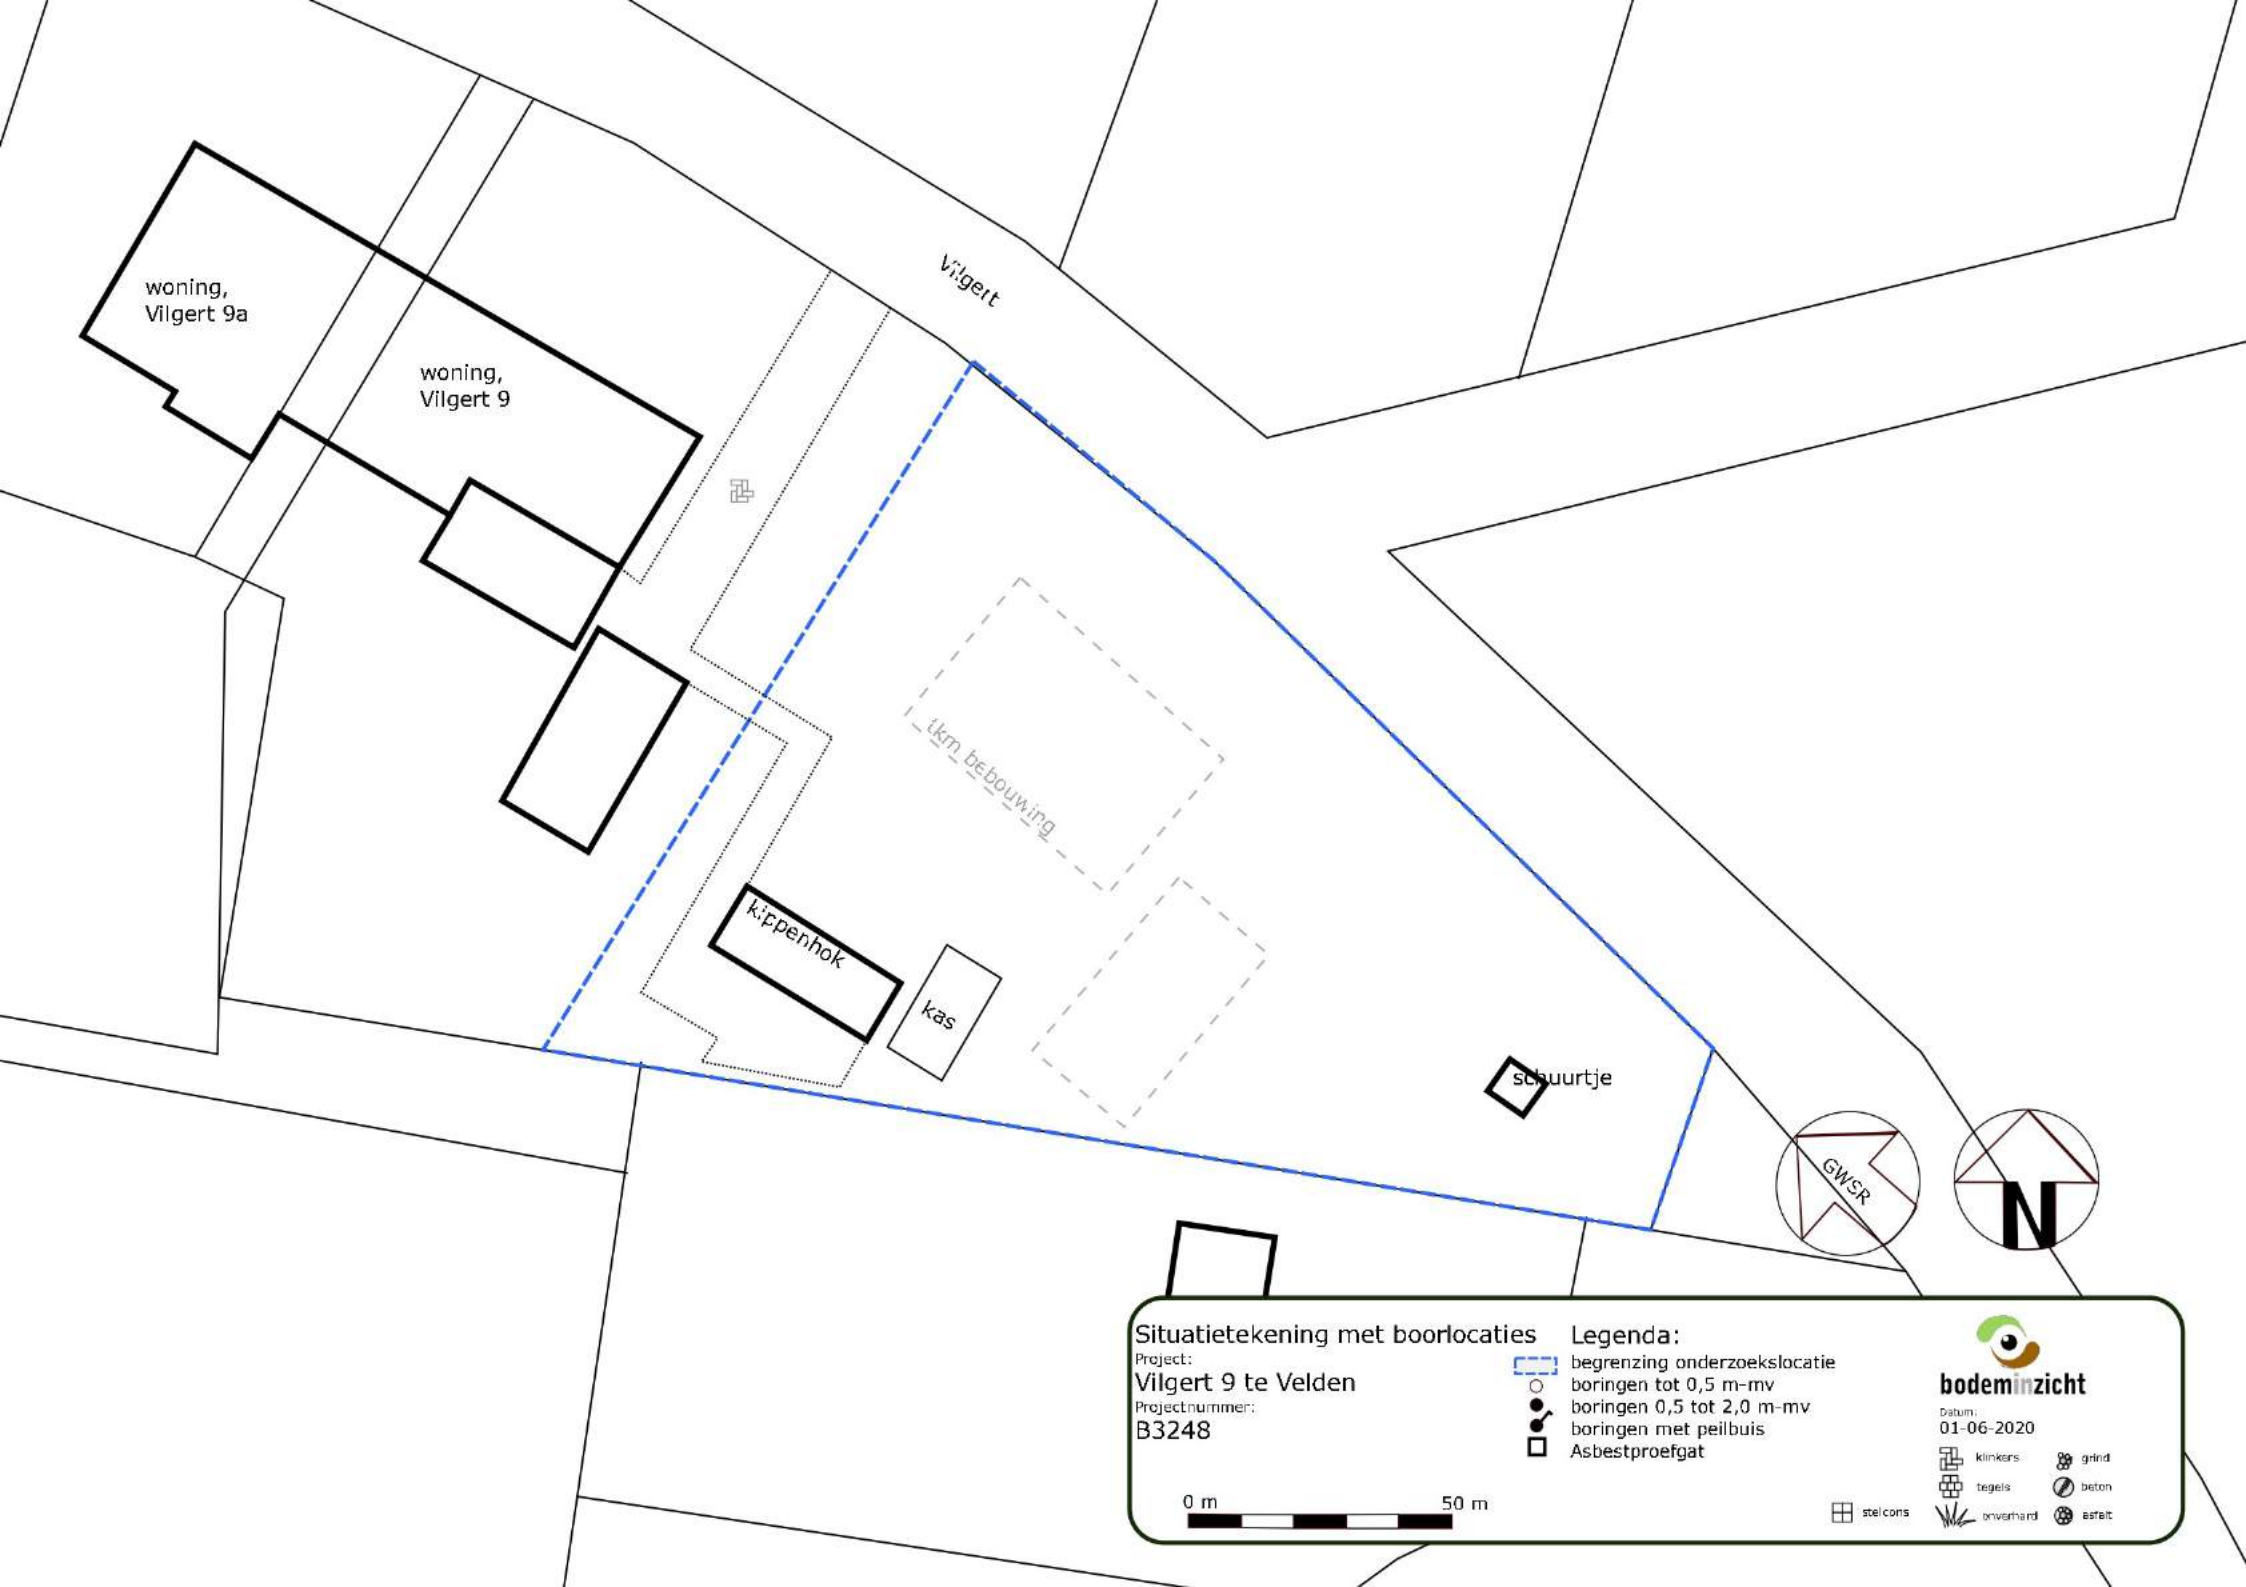 Vilgert
woning,
Vilgert 9a
woning,
Vilgert 9
tkm bebouwing
kippenhok
kas
schuurtje
GWSR
N
Situatietekening met boorlocaties
Project:
Vilgert 9 te Velden
Projectnummer:
B3248
0 m 50 m
Legenda:
begrenzing onderzoekslocatie
boringen tot 0,5 m-mv
boringen 0,5 tot 2,0 m-mv
boringen met peilbuis
Asbestproefgat
bodeminzicht
Datum:
01-06-2020
klinkers grind
tegels beton
stelcons onverhard asfalt